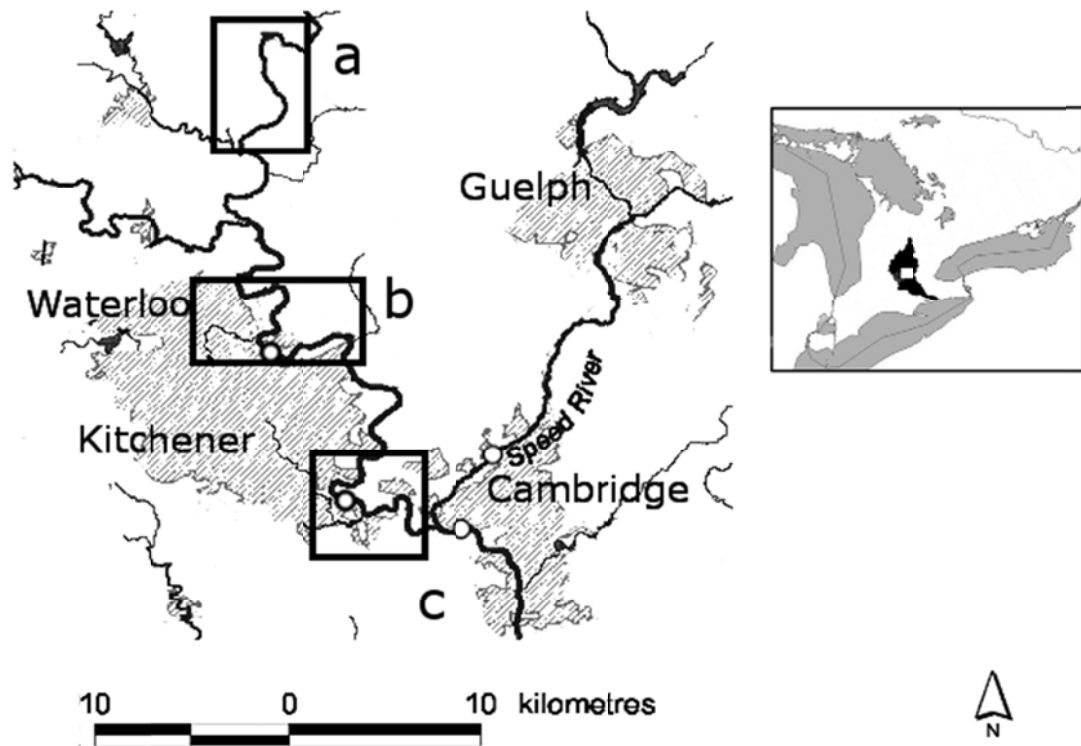 a
Guelph
Waterloo
b
Kitchener
Speed River
Cambridge
c
10 0 10 kilometres
N